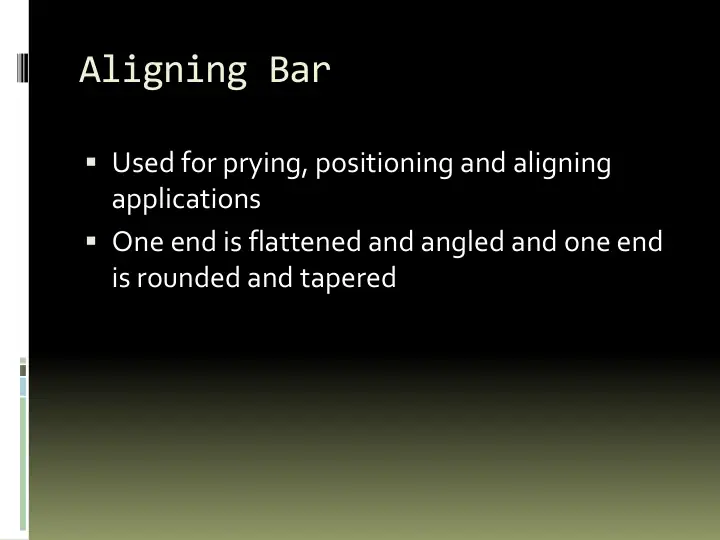 Aligning Bar
▪ Used for prying, positioning and aligning
applications
▪ One end is flattened and angled and one end
is rounded and tapered